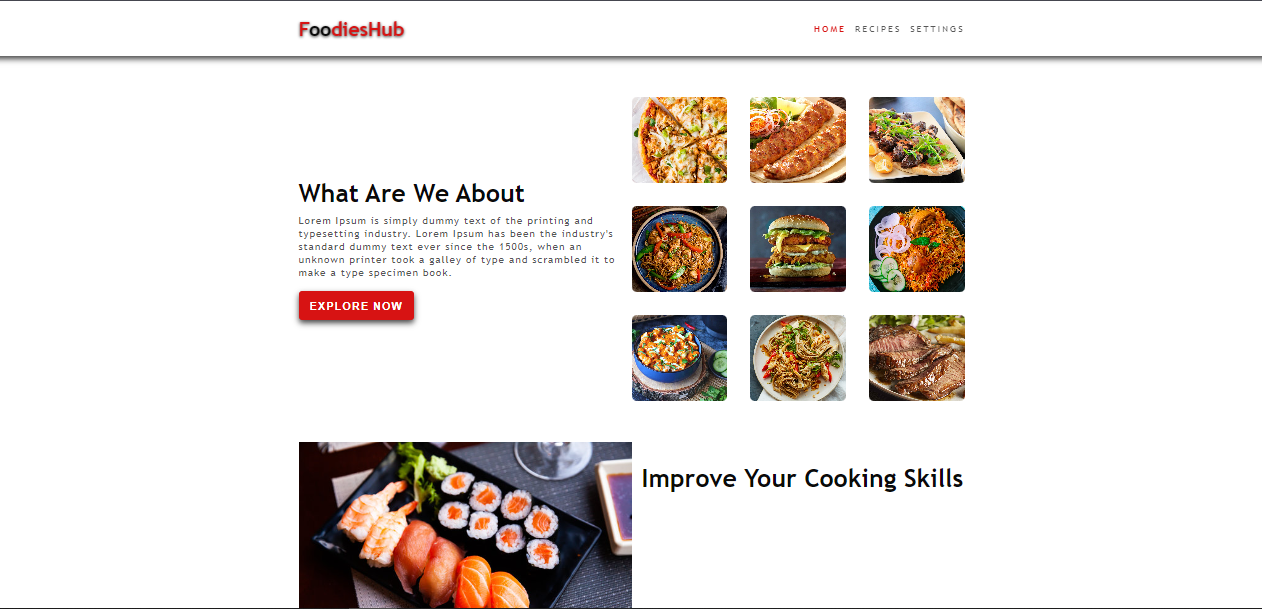 FoodiesHub
HOME RECIPES SETTINGS
What Are We About
Lorem Ipsum is simply dummy text of the printing and
typesetting industry. Lorem Ipsum has been the industry's
standard dummy text ever since the 1500s, when an
unknown printer took a galley of type and scrambled it to
make a type specimen book.
EXPLORE NOW
Improve Your Cooking Skills